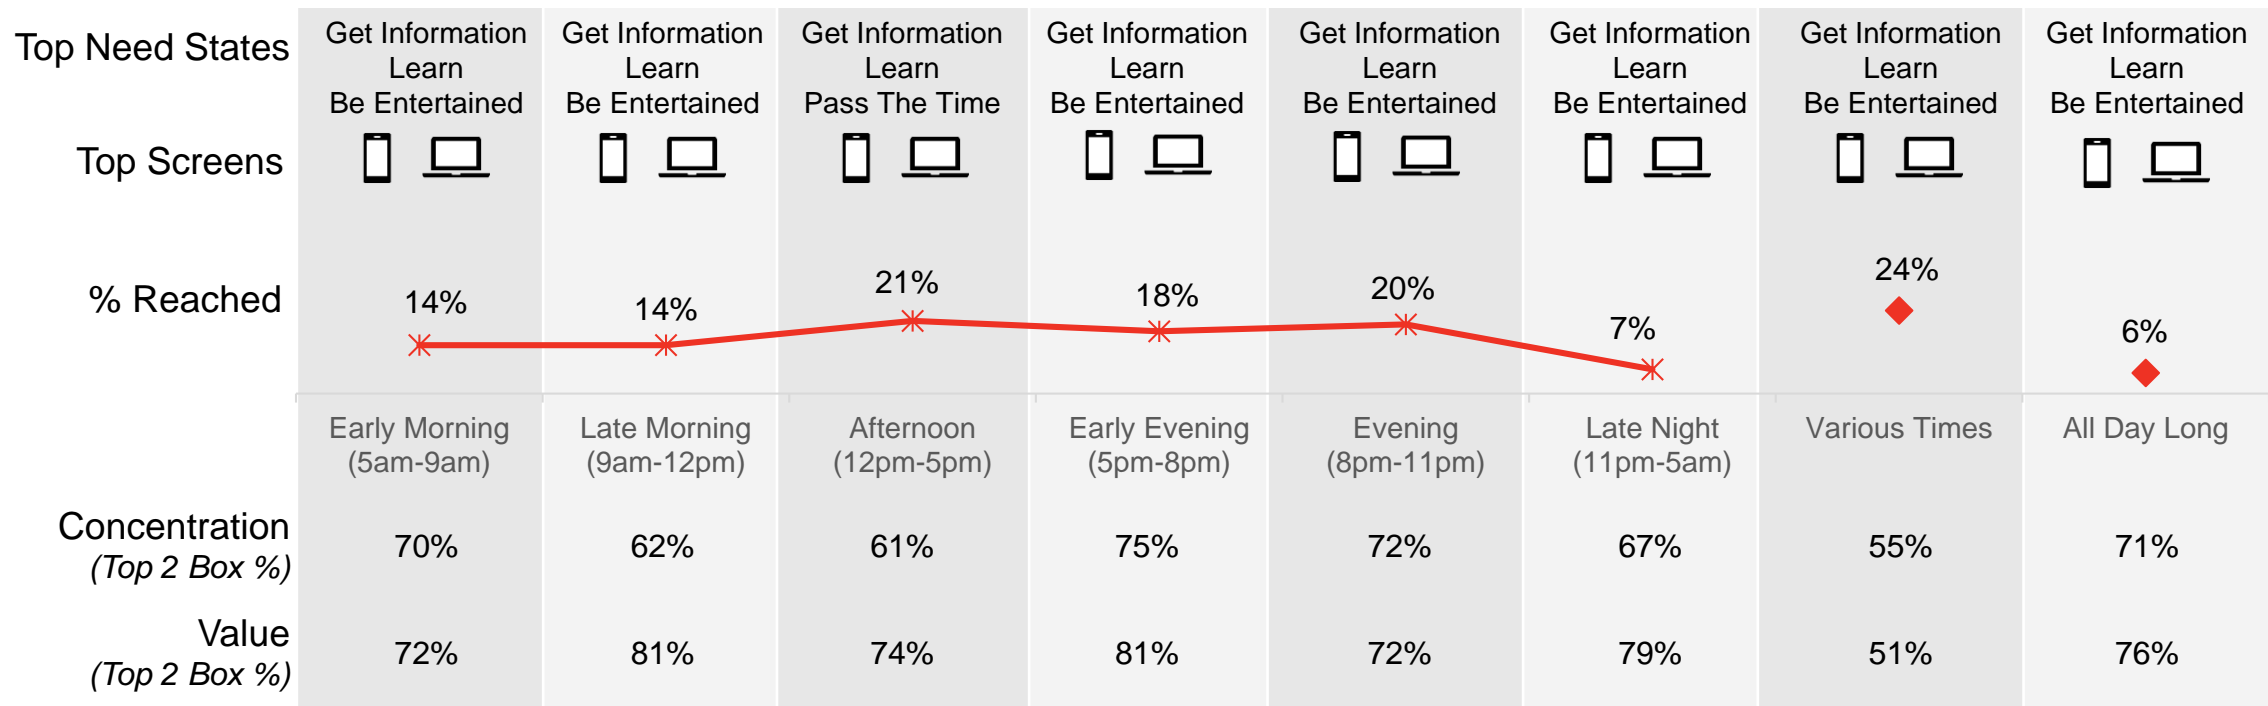 Top Need States
Get Information
Learn
Be Entertained
Get Information
Learn
Be Entertained
Get Information
Learn
Pass The Time
Get Information
Learn
Be Entertained
Get Information
Learn
Be Entertained
Get Information
Learn
Be Entertained
Get Information
Learn
Be Entertained
Get Information
Learn
Be Entertained
Top Screens
% Reached
14%
14%
21%
18%
20%
7%
24%
6%
Early Morning
(5am-9am)
Late Morning
(9am-12pm)
Afternoon
(12pm-5pm)
Early Evening
(5pm-8pm)
Evening
(8pm-11pm)
Late Night
(11pm-5am)
Various Times
All Day Long
Concentration
(Top 2 Box %)
70%
62%
61%
75%
72%
67%
55%
71%
Value
(Top 2 Box %)
72%
81%
74%
81%
72%
79%
51%
76%